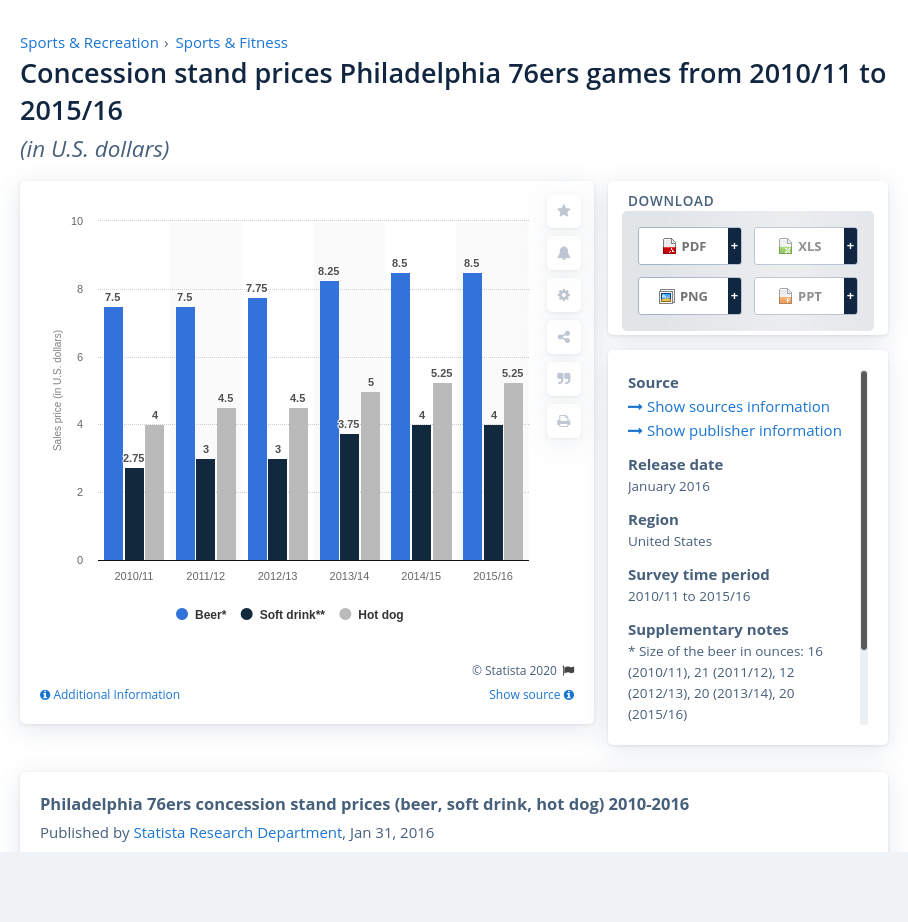 Sports & Recreation › Sports & Fitness
Concession stand prices Philadelphia 76ers games from 2010/11 to
2015/16
(in U.S. dollars)
Sales price (in U.S. dollars)
10
8
6
4
2
0
7.5
2.75
4
7.5
3
4.5
7.75
3
4.5
8.25
3.75
5
8.5
4
5.25
8.5
4
5.25
2010/11 2011/12 2012/13 2013/14 2014/15 2015/16
Beer* Soft drink** Hot dog
© Statista 2020
Additional Information Show source
DOWNLOAD
PDF + XLS +
PNG + PPT +
Source
Show sources information
Show publisher information
Release date
January 2016
Region
United States
Survey time period
2010/11 to 2015/16
Supplementary notes
* Size of the beer in ounces: 16
(2010/11), 21 (2011/12), 12
(2012/13), 20 (2013/14), 20
(2015/16)
Philadelphia 76ers concession stand prices (beer, soft drink, hot dog) 2010-2016
Published by Statista Research Department, Jan 31, 2016